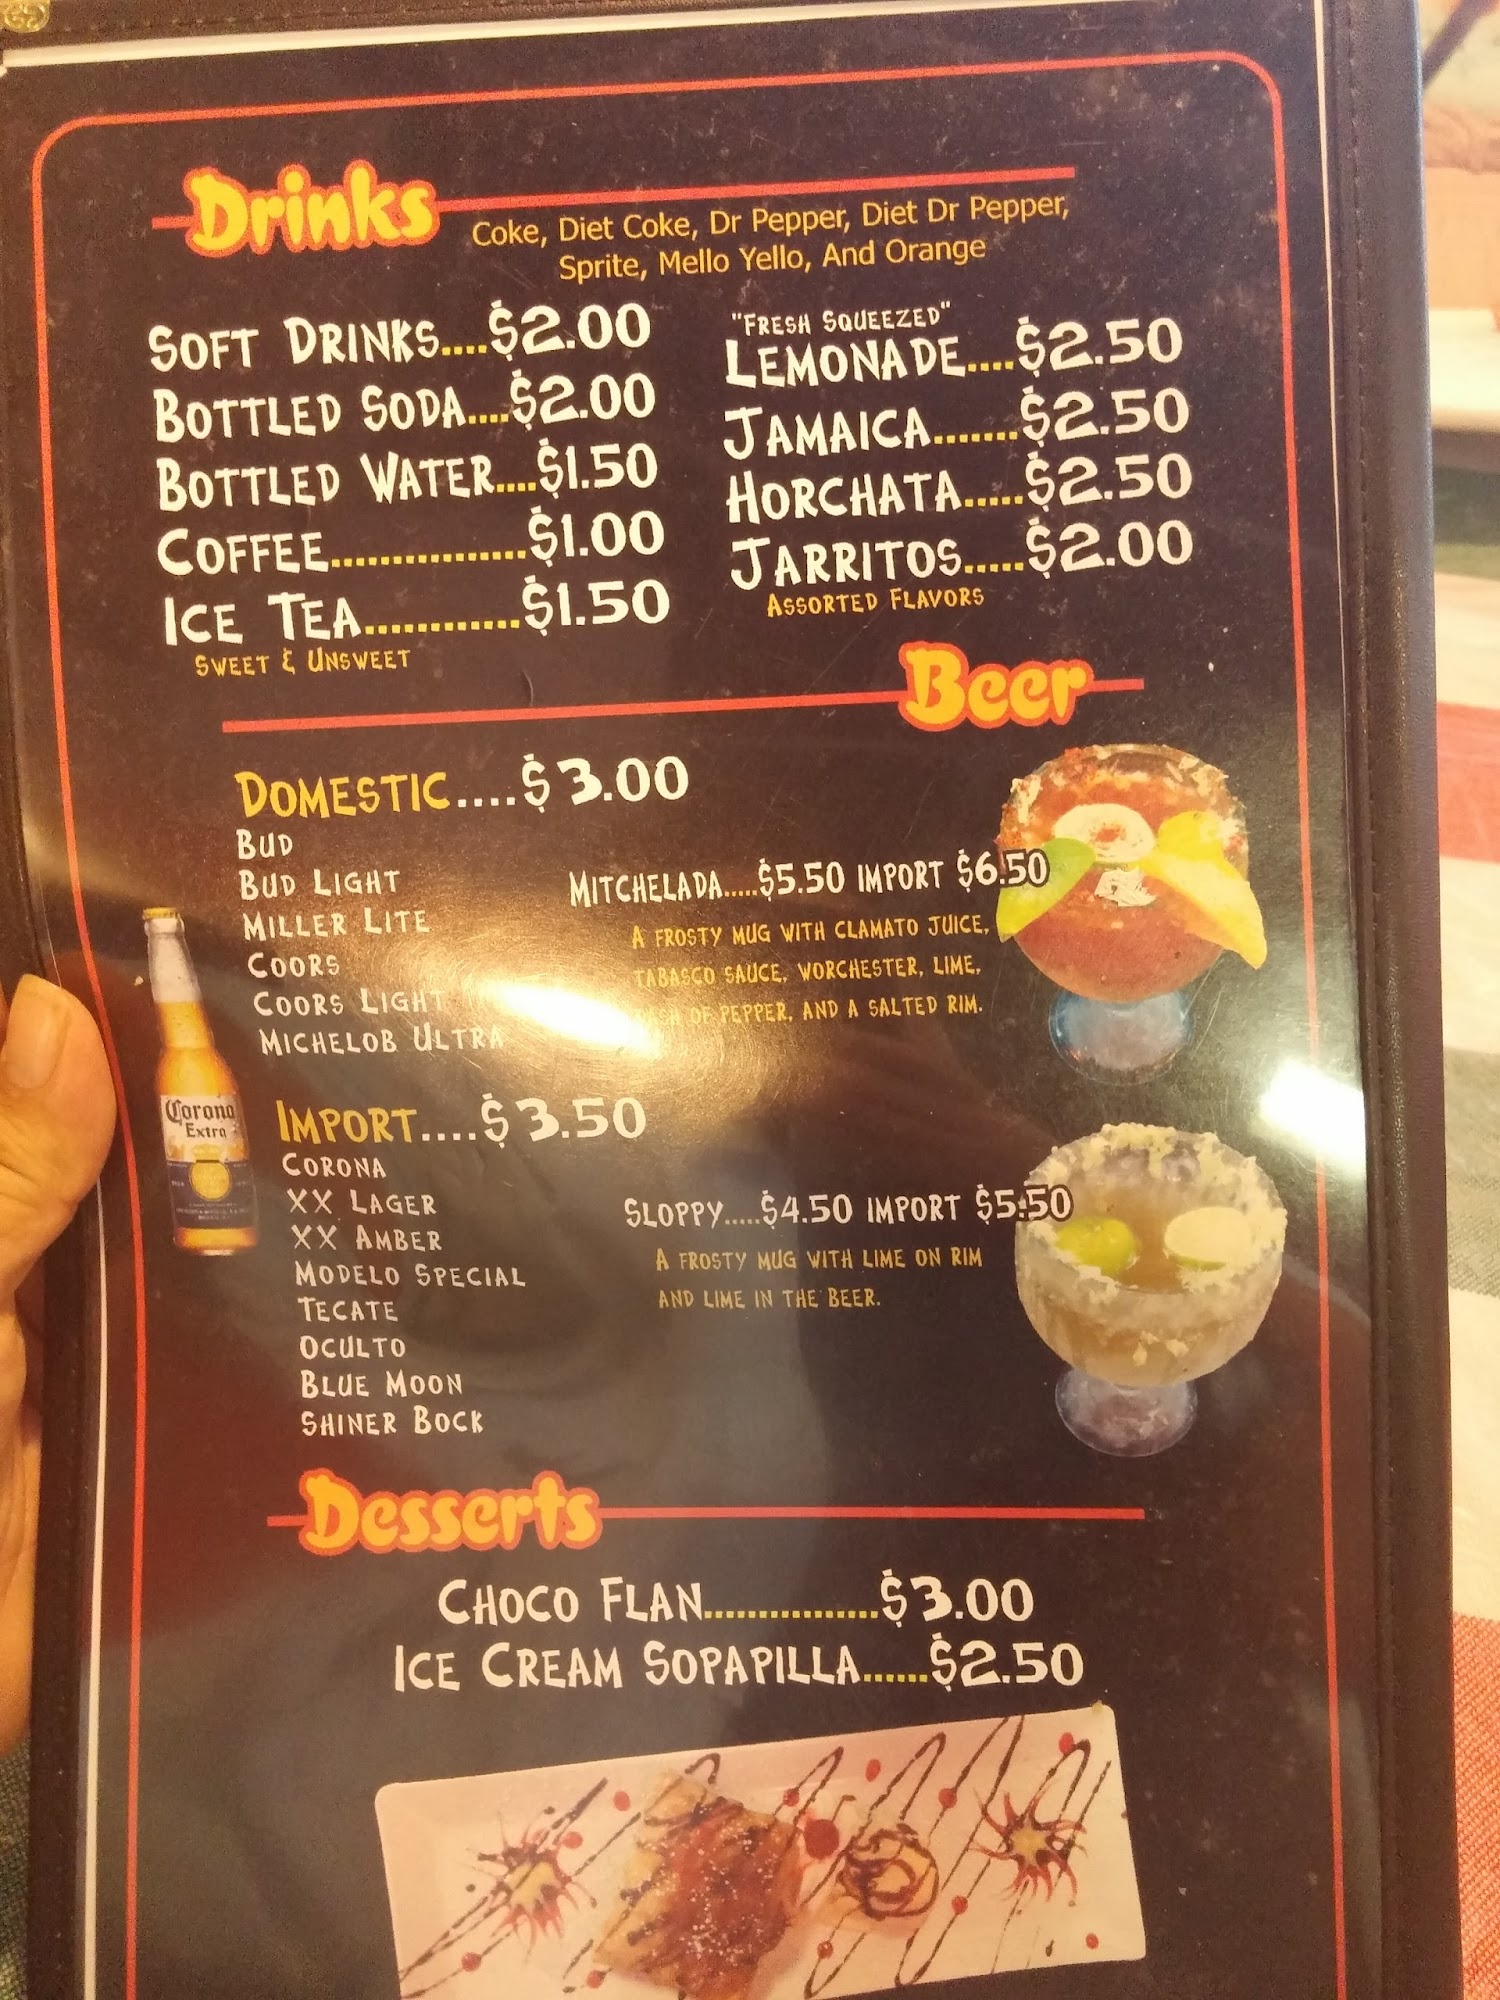 Drinks
Coke, Diet Coke, Dr Pepper, Diet Dr Pepper,
Sprite, Mello Yello, And Orange
SOFT DRINKS....$2.00
BOTTLED SODA....$2.00
BOTTLED WATER....$1.50
COFFEE................$1.00
ICE TEA.............$1.50
SWEET & UNSWEET
"FRESH SQUEEZED"
LEMONADE....$2.50
JAMAICA.......$2.50
HORCHATA.....$2.50
JARRITOS.....$2.00
ASSORTED FLAVORS
Beer
DOMESTIC....$3.00
BUD
BUD LIGHT
MILLER LITE
COORS
COORS LIGHT
MICHELOB ULTRA
MITCHELADA.....$5.50 IMPORT $6.50
A FROSTY MUG WITH CLAMATO JUICE,
TABASCO SAUCE, WORCHESTER, LIME,
DASH OF PEPPER, AND A SALTED RIM.
Corona
Extra
IMPORT....$3.50
CORONA
XX LAGER
XX AMBER
MODELO SPECIAL
TECATE
OCULTO
BLUE MOON
SHINER BOCK
SLOPPY.....$4.50 IMPORT $5.50
A FROSTY MUG WITH LIME ON RIM
AND LIME IN THE BEER.
Desserts
CHOCO FLAN................$3.00
ICE CREAM SOPAPILLA......$2.50